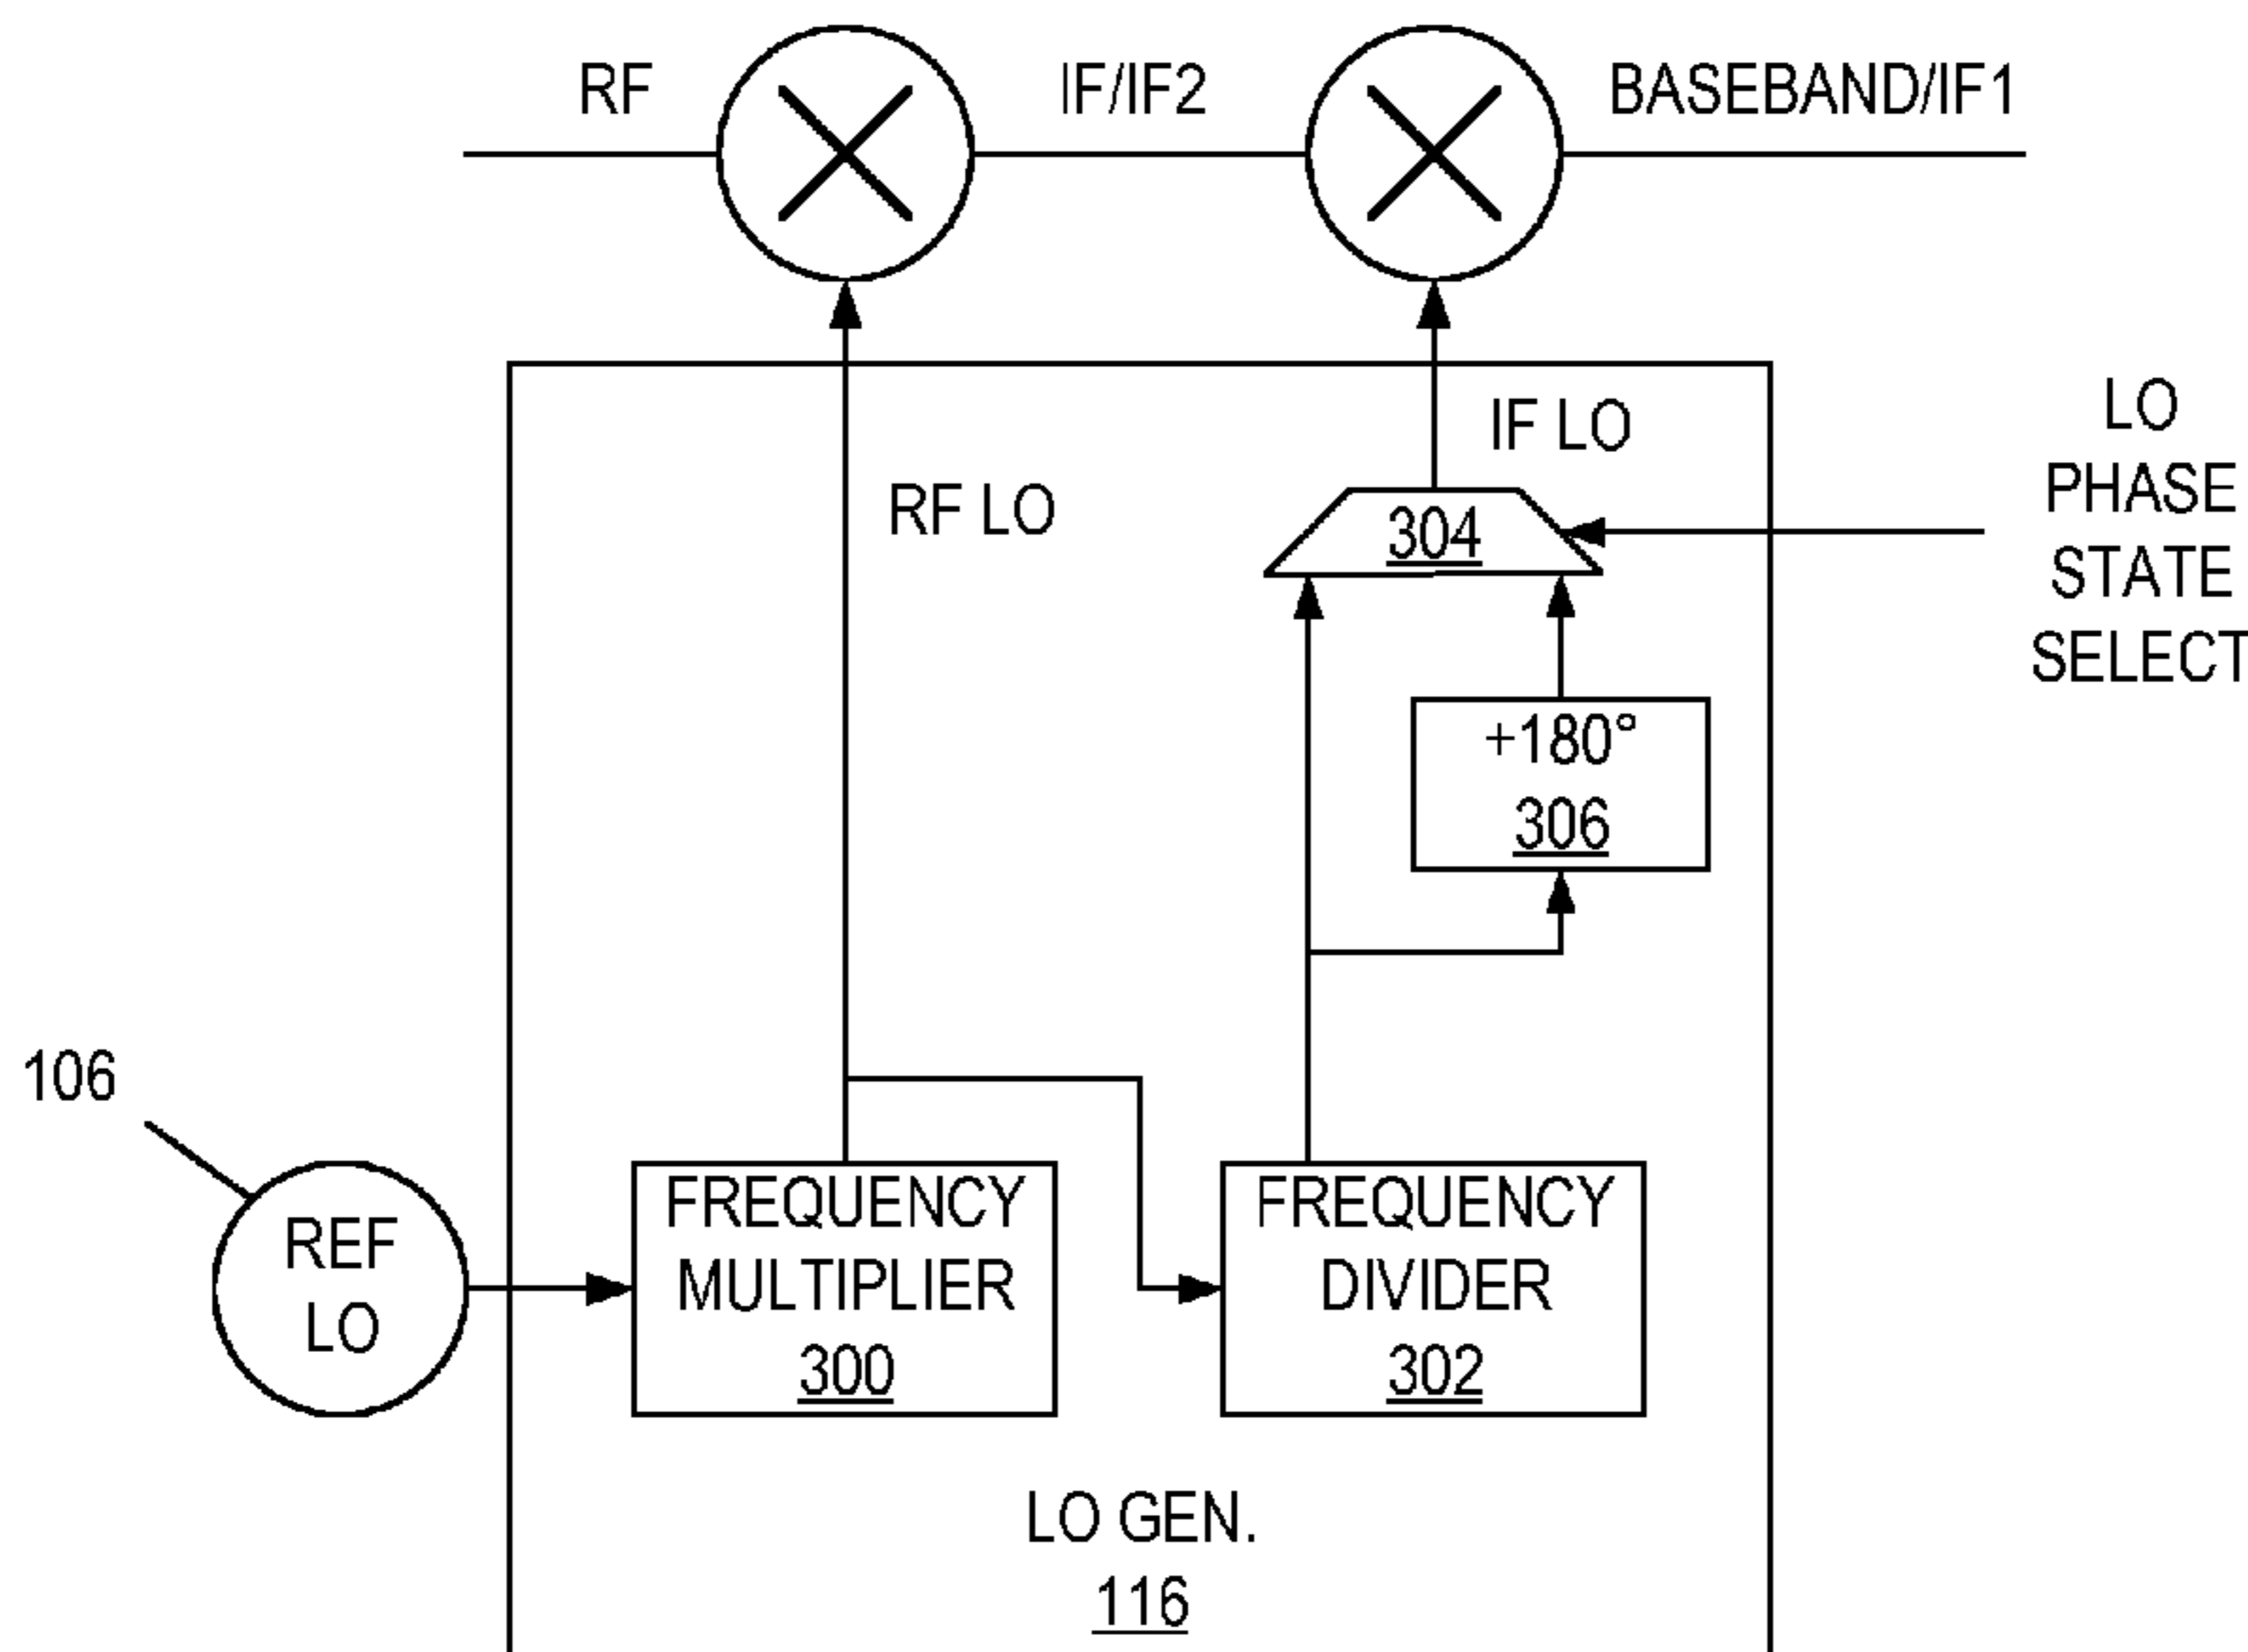 RF
IF/IF2
BASEBAND/IF1
RF LO
IF LO
304
LO
PHASE
STATE
SELECT
+180°
306
106
REF
LO
FREQUENCY
MULTIPLIER
300
FREQUENCY
DIVIDER
302
LO GEN.
116